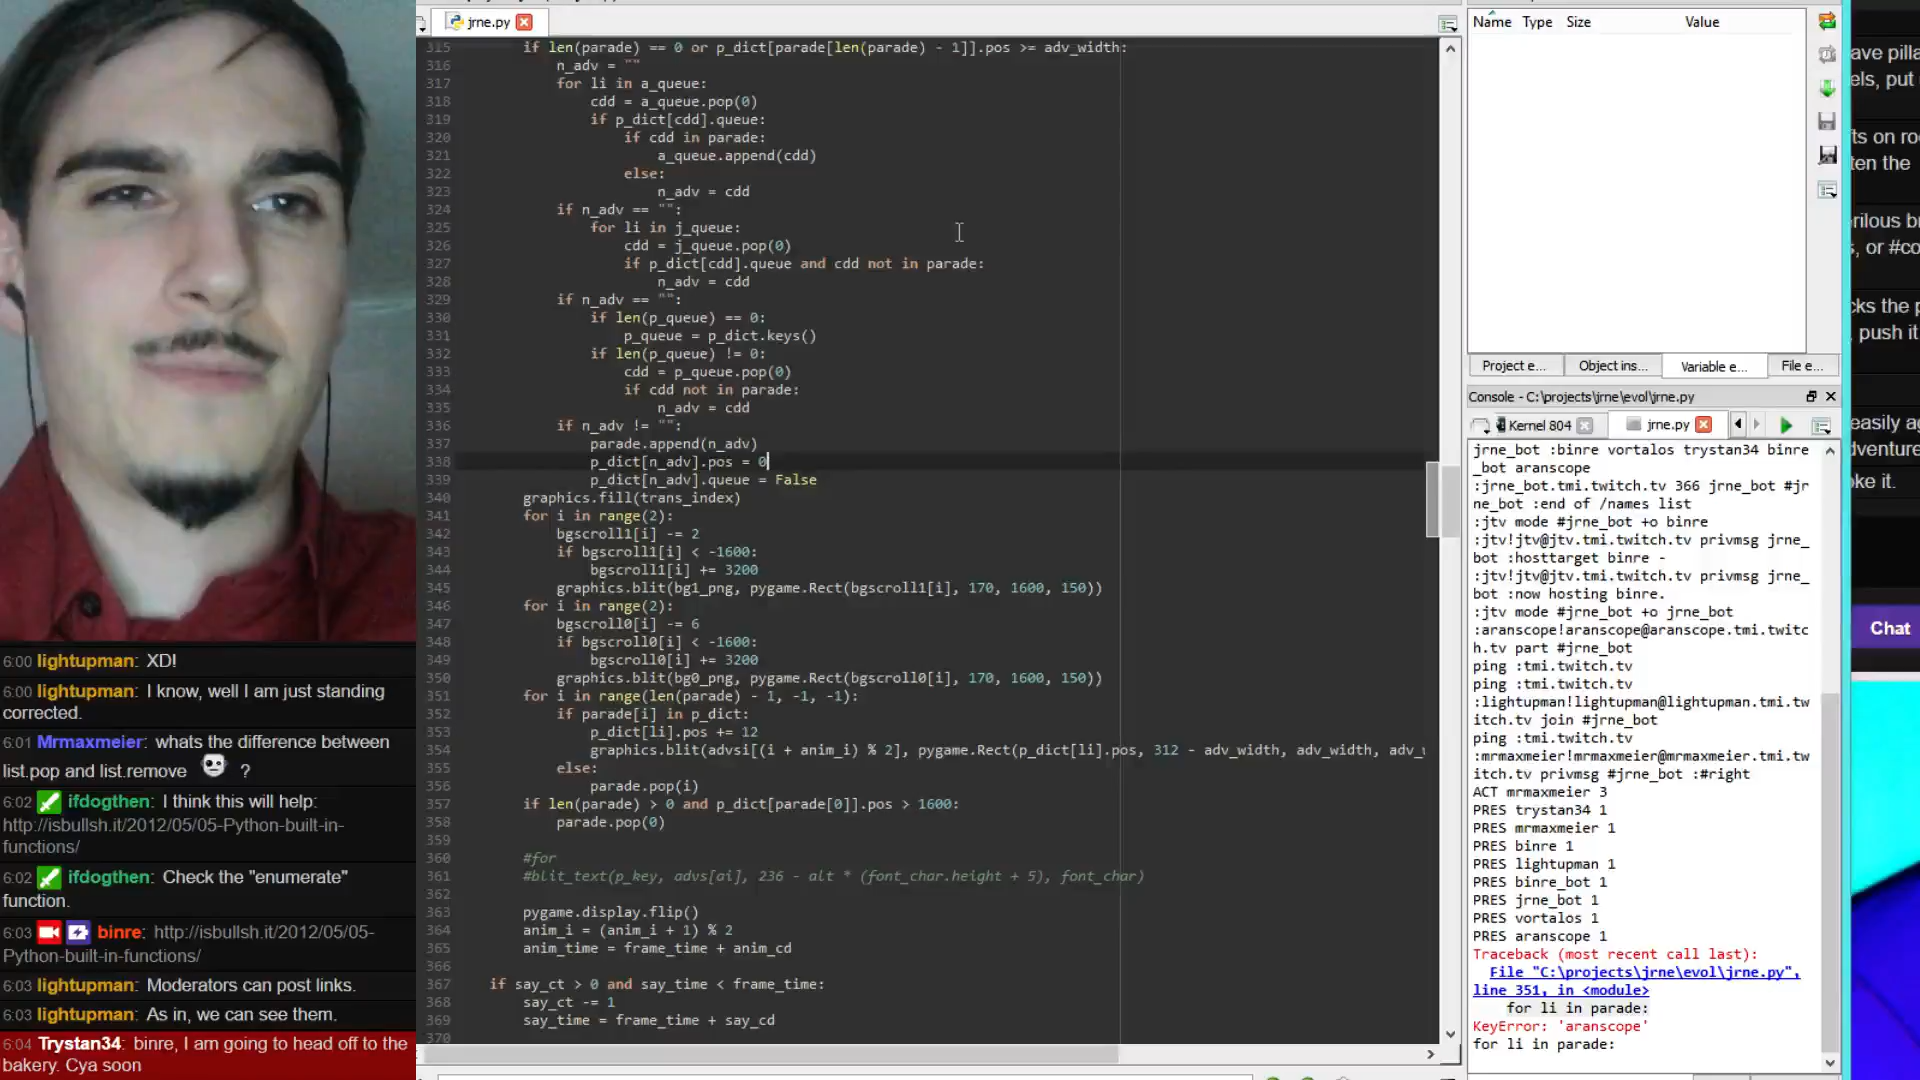 jrne.py
315 if len(parade) == 0 or p_dict[parade[len(parade) - 1]].pos >= adv_width:
316 n_adv = ""
317 for li in a_queue:
318 cdd = a_queue.pop(0)
319 if p_dict[cdd].queue:
320 if cdd in parade:
321 a_queue.append(cdd)
322 else:
323 n_adv = cdd
324 if n_adv == "":
325 for li in j_queue:
326 cdd = j_queue.pop(0)
327 if p_dict[cdd].queue and cdd not in parade:
328 n_adv = cdd
329 if n_adv == "":
330 if len(p_queue) == 0:
331 p_queue = p_dict.keys()
332 if len(p_queue) != 0:
333 cdd = p_queue.pop(0)
334 if cdd not in parade:
335 n_adv = cdd
336 if n_adv != "":
337 parade.append(n_adv)
338 p_dict[n_adv].pos = 0
339 p_dict[n_adv].queue = False
340 graphics.fill(trans_index)
341 for i in range(2):
342 bgscroll1[i] -= 2
343 if bgscroll1[i] < -1600:
344 bgscroll1[i] += 3200
345 graphics.blit(bg1_png, pygame.Rect(bgscroll1[i], 170, 1600, 150))
346 for i in range(2):
347 bgscroll0[i] -= 6
348 if bgscroll0[i] < -1600:
349 bgscroll0[i] += 3200
350 graphics.blit(bg0_png, pygame.Rect(bgscroll0[i], 170, 1600, 150))
351 for i in range(len(parade) - 1, -1, -1):
352 if parade[i] in p_dict:
353 p_dict[li].pos += 12
354 graphics.blit(advsi[(i + anim_i) % 2], pygame.Rect(p_dict[li].pos, 312 - adv_width, adv_width, adv_
355 else:
356 parade.pop(i)
357 if len(parade) > 0 and p_dict[parade[0]].pos > 1600:
358 parade.pop(0)
359
360 #for
361 #blit_text(p_key, advs[ai], 236 - alt * (font_char.height + 5), font_char)
362
363 pygame.display.flip()
364 anim_i = (anim_i + 1) % 2
365 anim_time = frame_time + anim_cd
366
367 if say_ct > 0 and say_time < frame_time:
368 say_ct -= 1
369 say_time = frame_time + say_cd
370
6:00 lightupman: XD!
6:00 lightupman: I know, well I am just standing
corrected.
6:01 Mrmaxmeier: whats the difference between
list.pop and list.remove ?
6:02 ifdogthen: I think this will help:
http://isbullsh.it/2012/05/05-Python-built-in-
functions/
6:02 ifdogthen: Check the "enumerate"
function.
6:03 binre: http://isbullsh.it/2012/05/05-
Python-built-in-functions/
6:03 lightupman: Moderators can post links.
6:03 lightupman: As in, we can see them.
6:04 Trystan34: binre, I am going to head off to the
bakery. Cya soon
Name Type Size Value
Project e... Object ins... Variable e... File e...
Console - C:\projects\jrne\evol\jrne.py
Kernel 804 jrne.py
jrne_bot :binre vortalos trystan34 binre
_bot aranscope
:jrne_bot.tmi.twitch.tv 366 jrne_bot #jr
ne_bot :end of /names list
:jtv mode #jrne_bot +o binre
:jtv!jtv@jtv.tmi.twitch.tv privmsg jrne_
bot :hosttarget binre -
:jtv!jtv@jtv.tmi.twitch.tv privmsg jrne_
bot :now hosting binre.
:jtv mode #jrne_bot +o jrne_bot
:aranscope!aranscope@aranscope.tmi.twitc
h.tv part #jrne_bot
ping :tmi.twitch.tv
ping :tmi.twitch.tv
:lightupman!lightupman@lightupman.tmi.tw
itch.tv join #jrne_bot
ping :tmi.twitch.tv
:mrmaxmeier!mrmaxmeier@mrmaxmeier.tmi.tw
itch.tv privmsg #jrne_bot :#right
ACT mrmaxmeier 3
PRES trystan34 1
PRES mrmaxmeier 1
PRES binre 1
PRES lightupman 1
PRES binre_bot 1
PRES jrne_bot 1
PRES vortalos 1
PRES aranscope 1
Traceback (most recent call last):
File "C:\projects\jrne\evol\jrne.py",
line 351, in <module>
for li in parade:
KeyError: 'aranscope'
for li in parade:
ave pilla
els, put
fts on ro
ten the
rilous br
s, or #co
cks the p
, push it
easily ag
dventure
oke it.
Chat